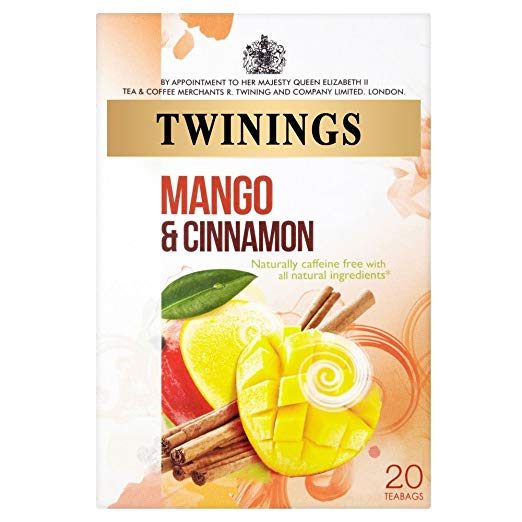 BY APPOINTMENT TO HER MAJESTY QUEEN ELIZABETH II
TEA & COFFEE MERCHANTS R. TWINING AND COMPANY LIMITED. LONDON.
TWININGS
MANGO
& CINNAMON
Naturally caffeine free with
all natural ingredients*
20
TEABAGS